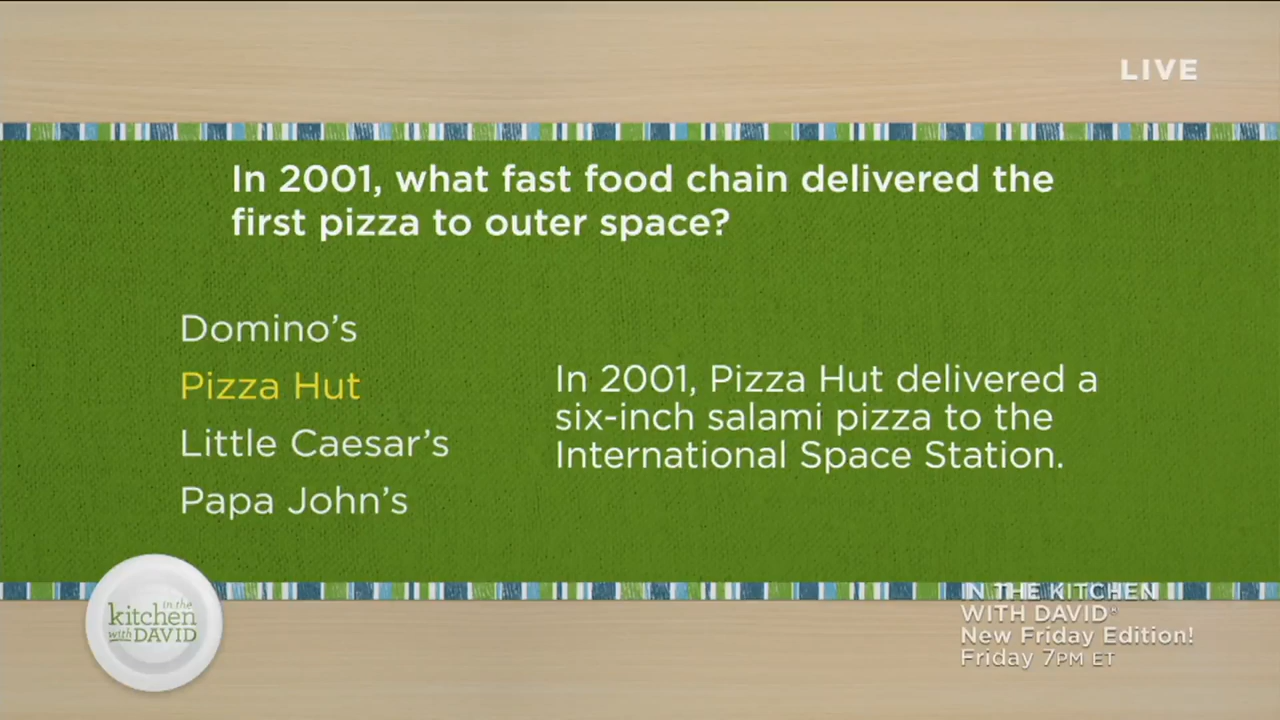 LIVE
In 2001, what fast food chain delivered the
first pizza to outer space?
Domino’s
Pizza Hut
Little Caesar’s
Papa John’s
In 2001, Pizza Hut delivered a
six-inch salami pizza to the
International Space Station.
in the
kitchen
with DAVID
IN THE KITCHEN
WITH DAVID®
New Friday Edition!
Friday 7PM ET